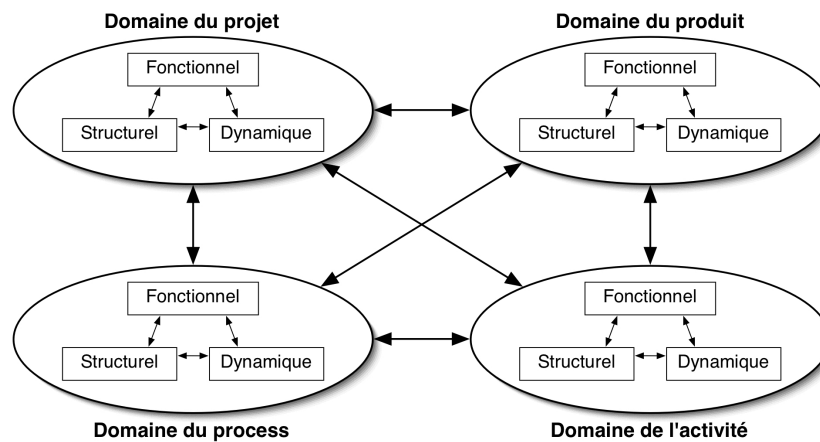 Domaine du projet
Domaine du produit
Fonctionnel
Structurel
Dynamique
Fonctionnel
Structurel
Dynamique
Fonctionnel
Structurel
Dynamique
Fonctionnel
Structurel
Dynamique
Domaine du process
Domaine de l'activité